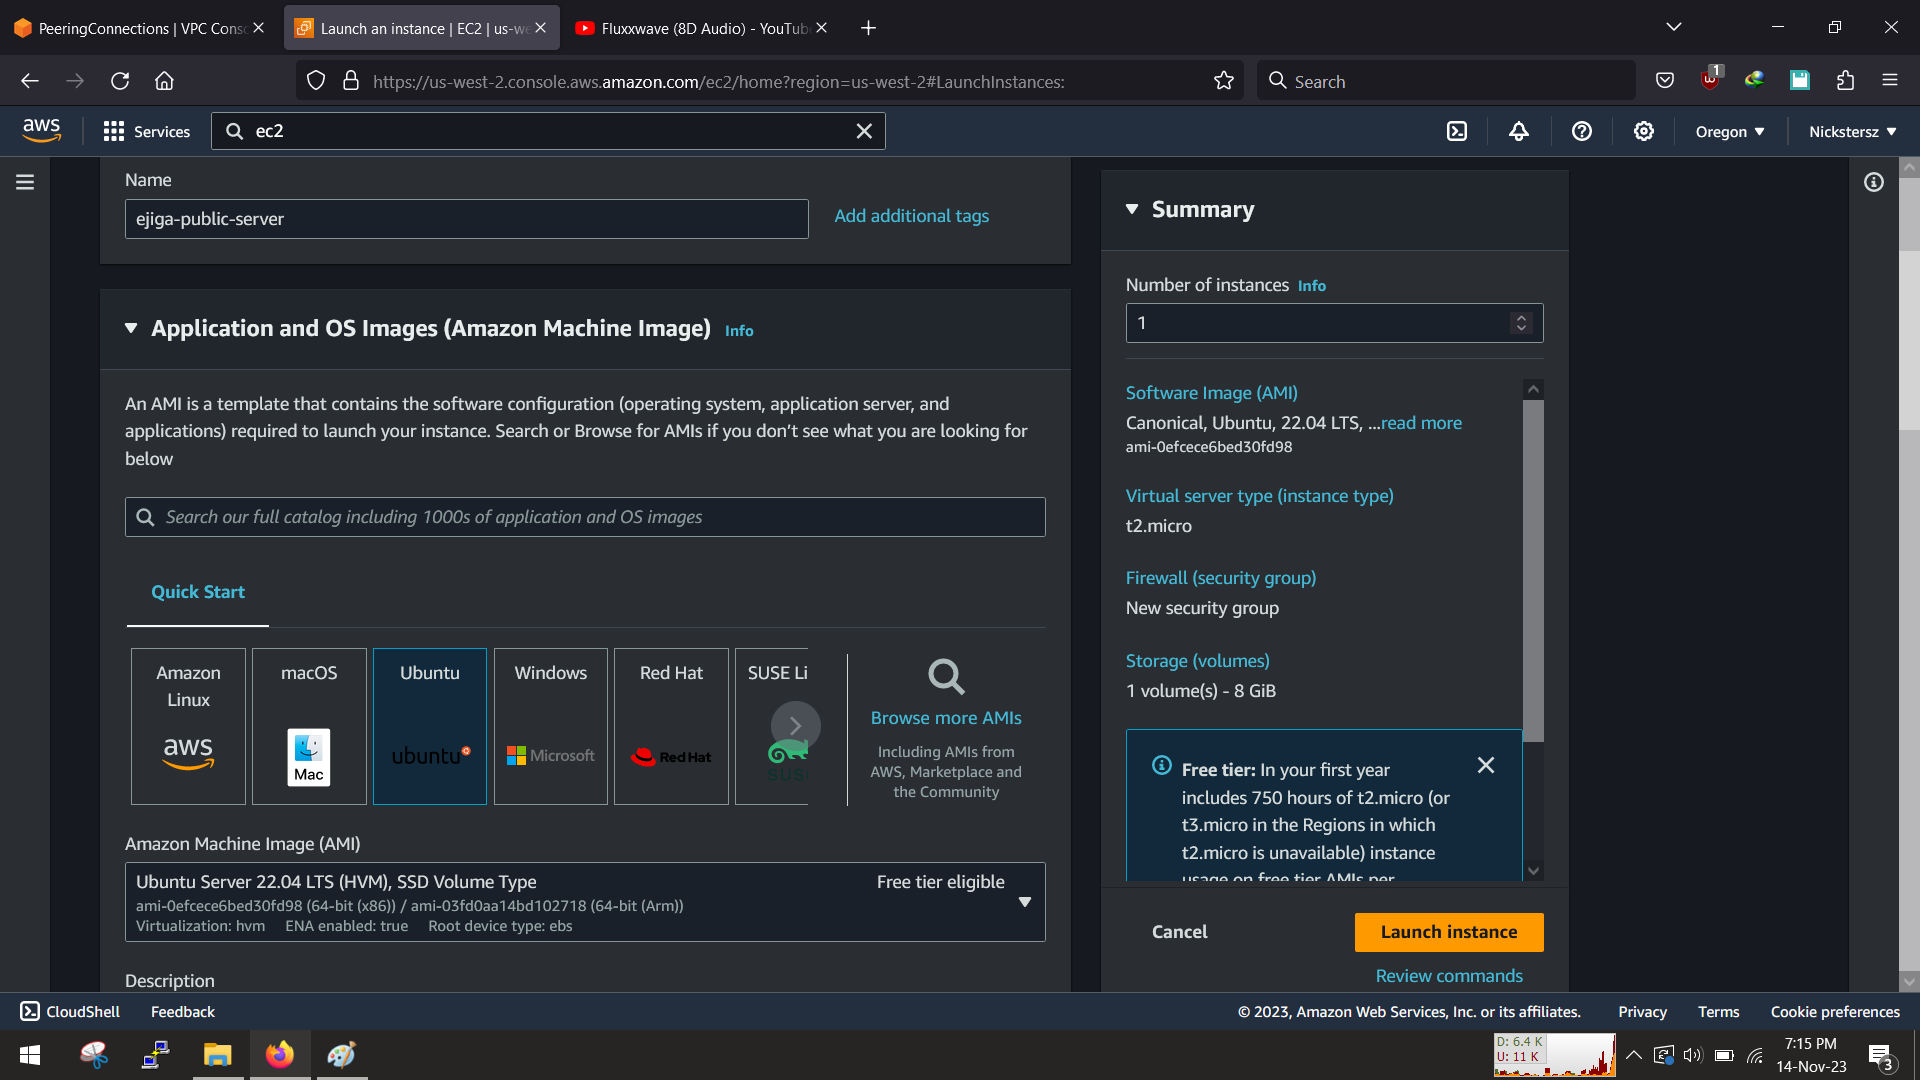 PeeringConnections | VPC Cons
Launch an instance | EC2 | us-we
Fluxxwave (8D Audio) - YouTub
https://us-west-2.console.aws.amazon.com/ec2/home?region=us-west-2#LaunchInstances:
Search
1
aws
Services
ec2
Oregon
Nickstersz
Name
ejiga-public-server
Add additional tags
Application and OS Images (Amazon Machine Image) Info
An AMI is a template that contains the software configuration (operating system, application server, and
applications) required to launch your instance. Search or Browse for AMIs if you don’t see what you are looking for
below
Search our full catalog including 1000s of application and OS images
Quick Start
Amazon
Linux
aws
macOS
Mac
Ubuntu
ubuntu
Windows
Microsoft
Red Hat
Red Hat
SUSE Li
SUS
Browse more AMIs
Including AMIs from
AWS, Marketplace and
the Community
Amazon Machine Image (AMI)
Ubuntu Server 22.04 LTS (HVM), SSD Volume Type
Free tier eligible
ami-0efcece6bed30fd98 (64-bit (x86)) / ami-03fd0aa14bd102718 (64-bit (Arm))
Virtualization: hvm ENA enabled: true Root device type: ebs
Description
Summary
Number of instances Info
1
Software Image (AMI)
Canonical, Ubuntu, 22.04 LTS, ...read more
ami-0efcece6bed30fd98
Virtual server type (instance type)
t2.micro
Firewall (security group)
New security group
Storage (volumes)
1 volume(s) - 8 GiB
Free tier: In your first year
includes 750 hours of t2.micro (or
t3.micro in the Regions in which
t2.micro is unavailable) instance
usage on free tier AMIs per
Cancel
Launch instance
Review commands
CloudShell
Feedback
© 2023, Amazon Web Services, Inc. or its affiliates.
Privacy
Terms
Cookie preferences
D: 6.4 K
U: 11 K
7:15 PM
14-Nov-23
3